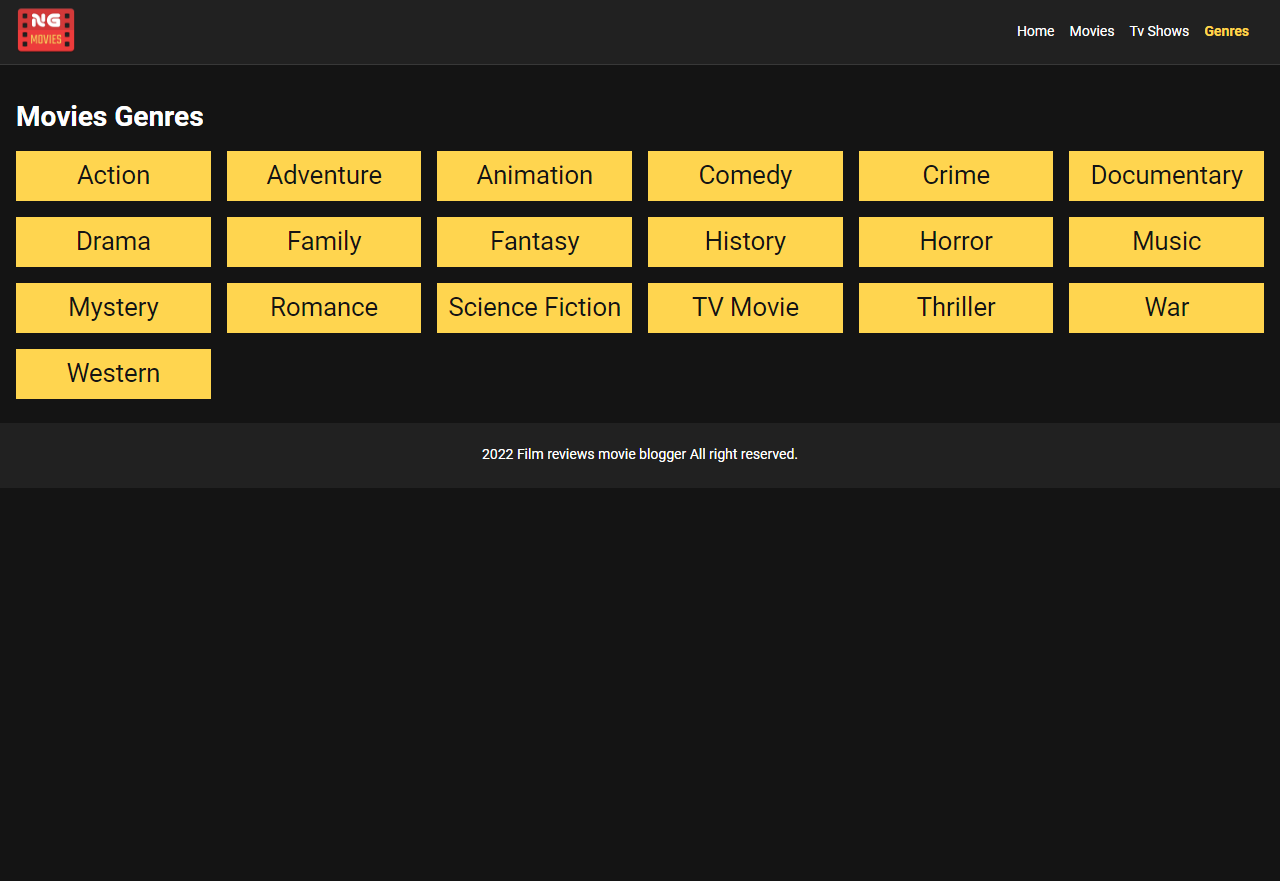 NG
MOVIES
Home Movies Tv Shows Genres
Movies Genres
Action Adventure Animation Comedy Crime Documentary
Drama Family Fantasy History Horror Music
Mystery Romance Science Fiction TV Movie Thriller War
Western
2022 Film reviews movie blogger All right reserved.